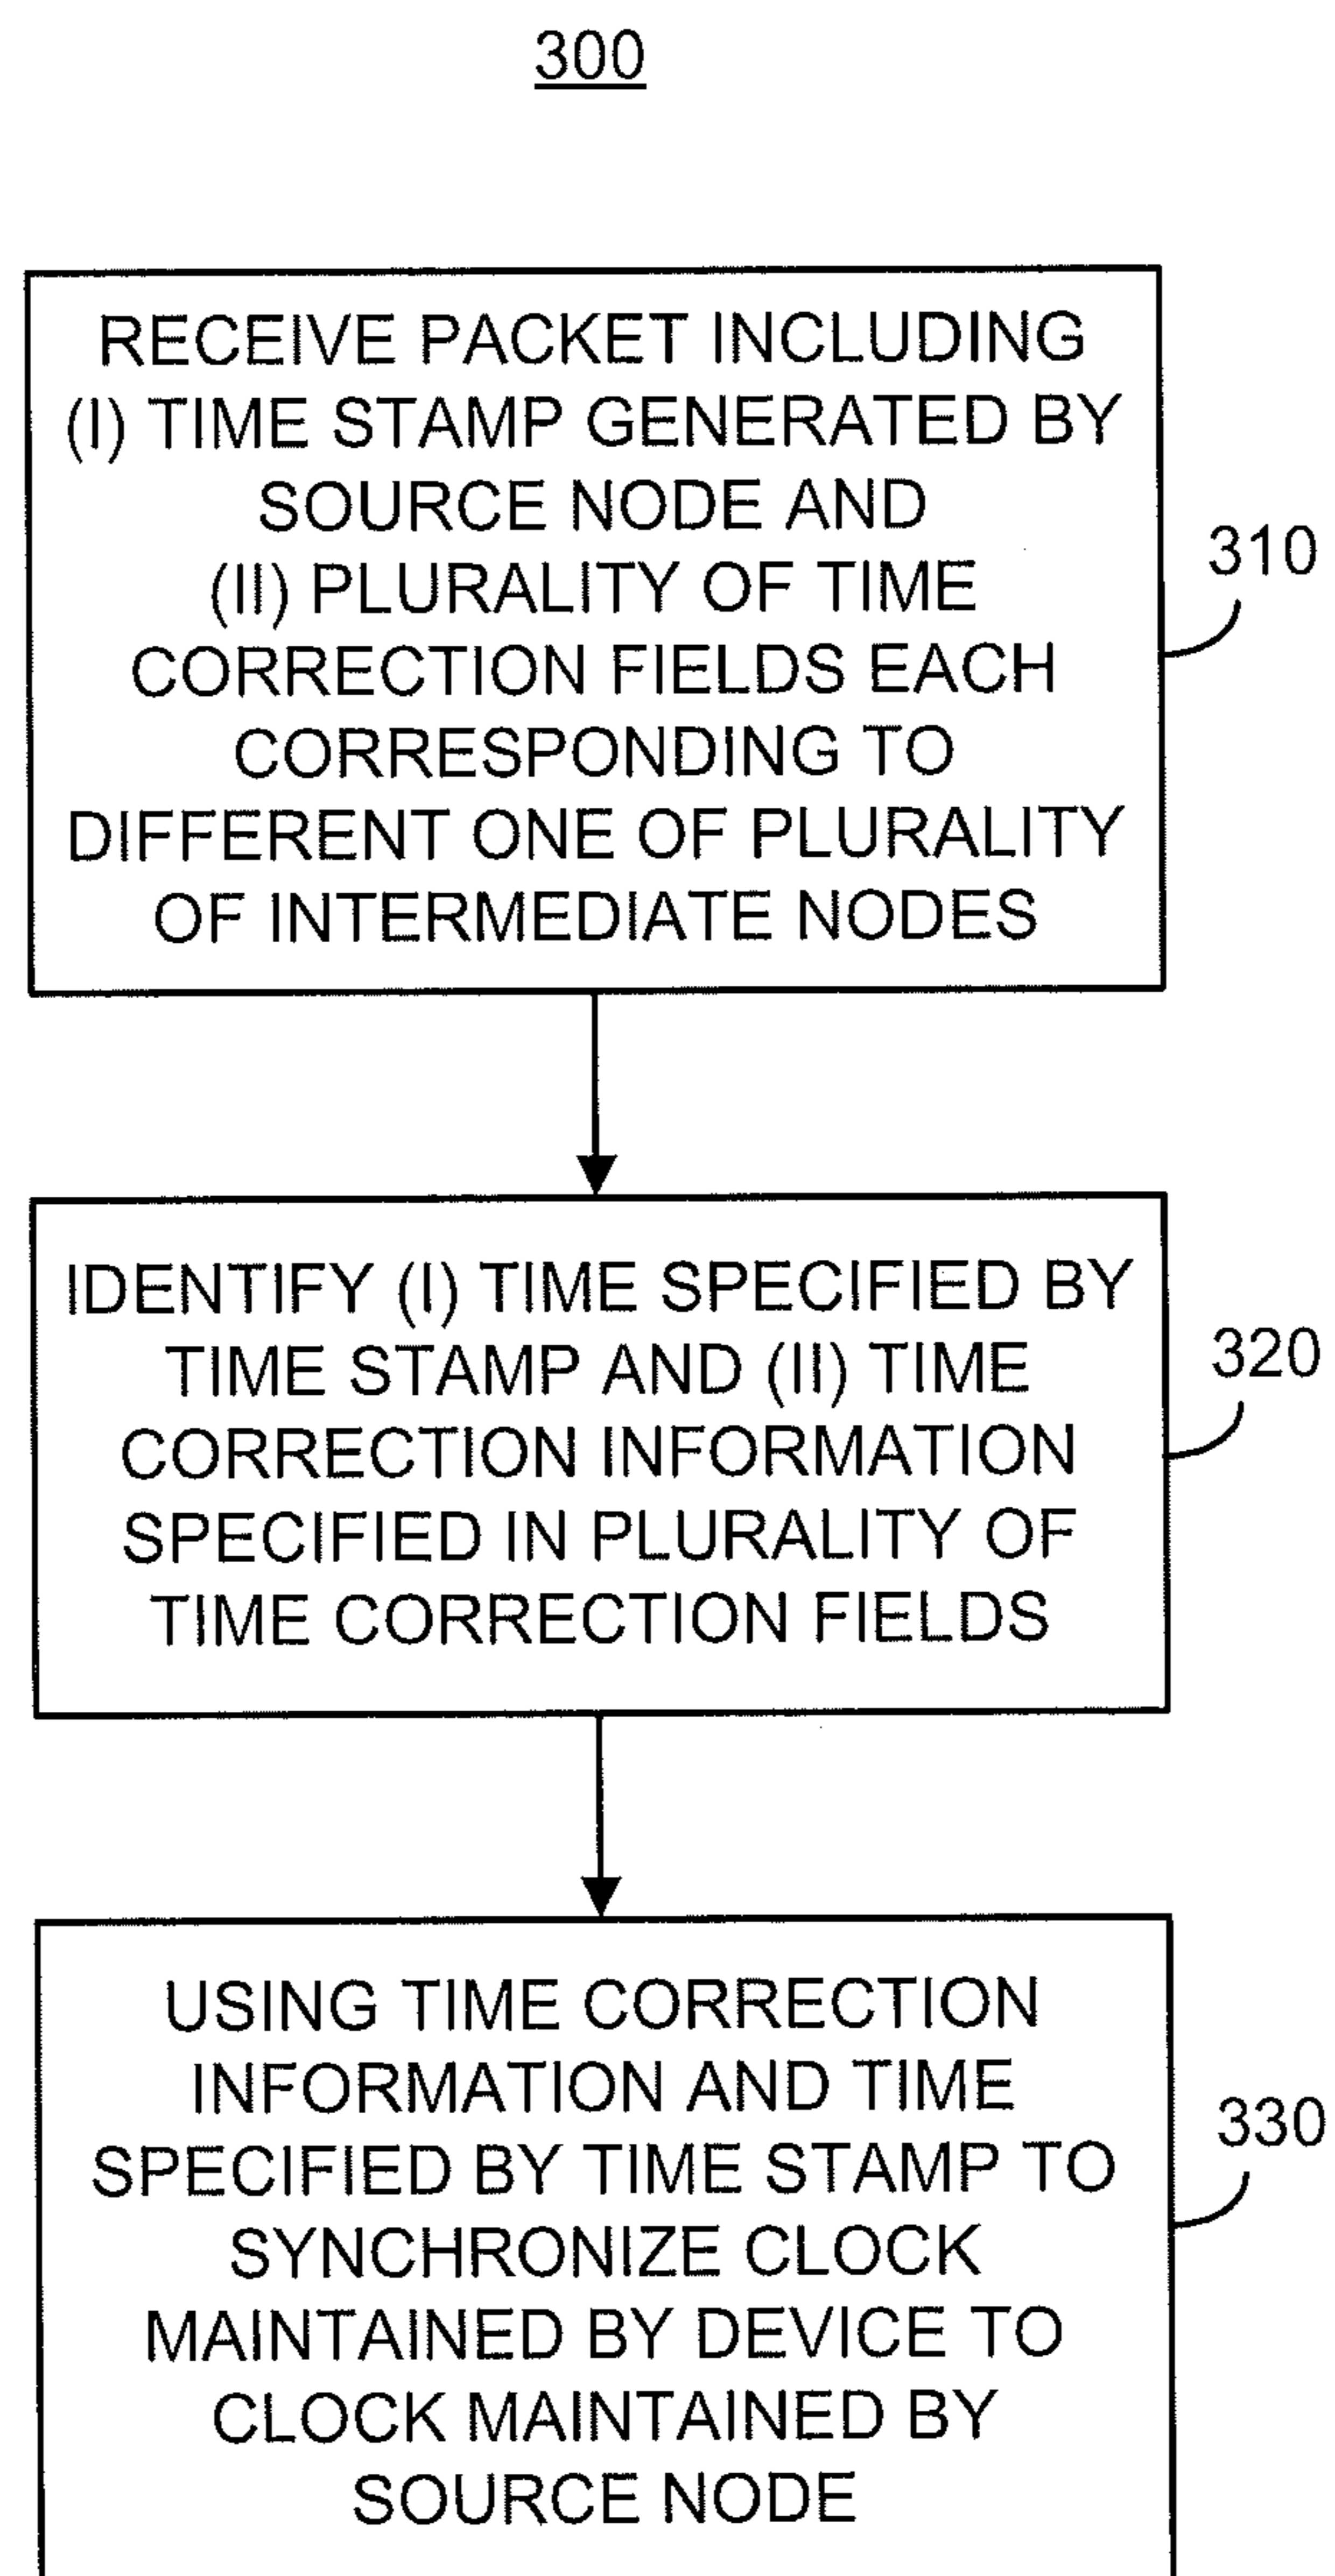 300
RECEIVE PACKET INCLUDING
(I) TIME STAMP GENERATED BY
SOURCE NODE AND
(II) PLURALITY OF TIME
CORRECTION FIELDS EACH
CORRESPONDING TO
DIFFERENT ONE OF PLURALITY
OF INTERMEDIATE NODES
310
IDENTIFY (I) TIME SPECIFIED BY
TIME STAMP AND (II) TIME
CORRECTION INFORMATION
SPECIFIED IN PLURALITY OF
TIME CORRECTION FIELDS
320
USING TIME CORRECTION
INFORMATION AND TIME
SPECIFIED BY TIME STAMP TO
SYNCHRONIZE CLOCK
MAINTAINED BY DEVICE TO
CLOCK MAINTAINED BY
SOURCE NODE
330